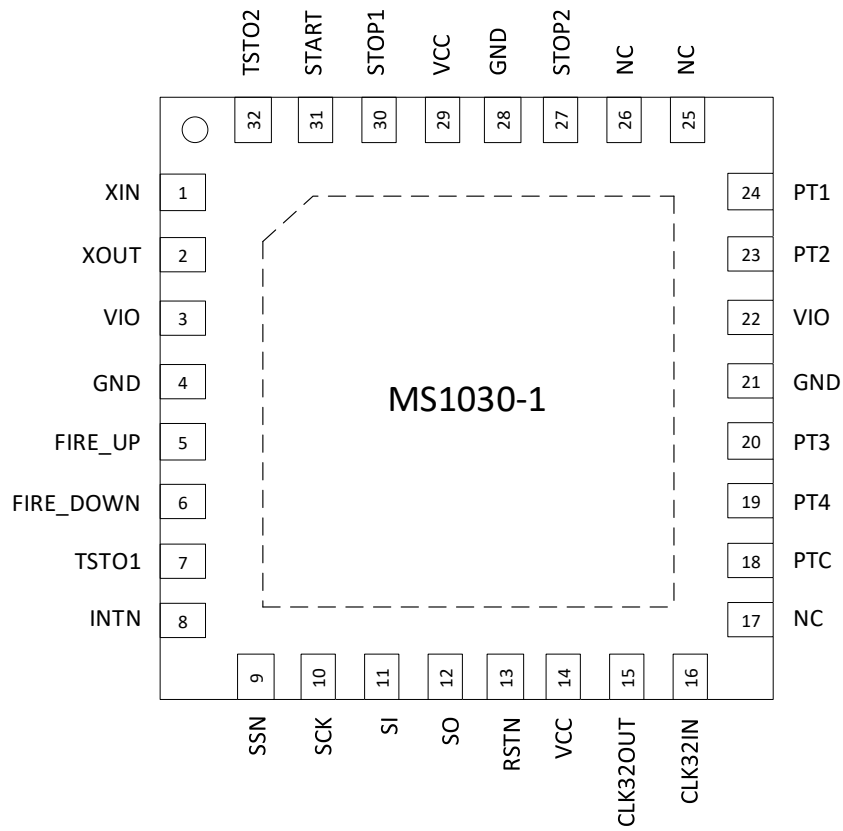 TSTO2 START STOP1 VCC GND STOP2 NC NC
32 31 30 29 28 27 26 25
XIN 1 24 PT1
XOUT 2 23 PT2
VIO 3 22 VIO
GND 4 21 GND
MS1030-1
FIRE_UP 5 20 PT3
FIRE_DOWN 6 19 PT4
TSTO1 7 18 PTC
INTN 8 17 NC
9 10 11 12 13 14 15 16
SSN SCK SI SO RSTN VCC CLK32OUT CLK32IN